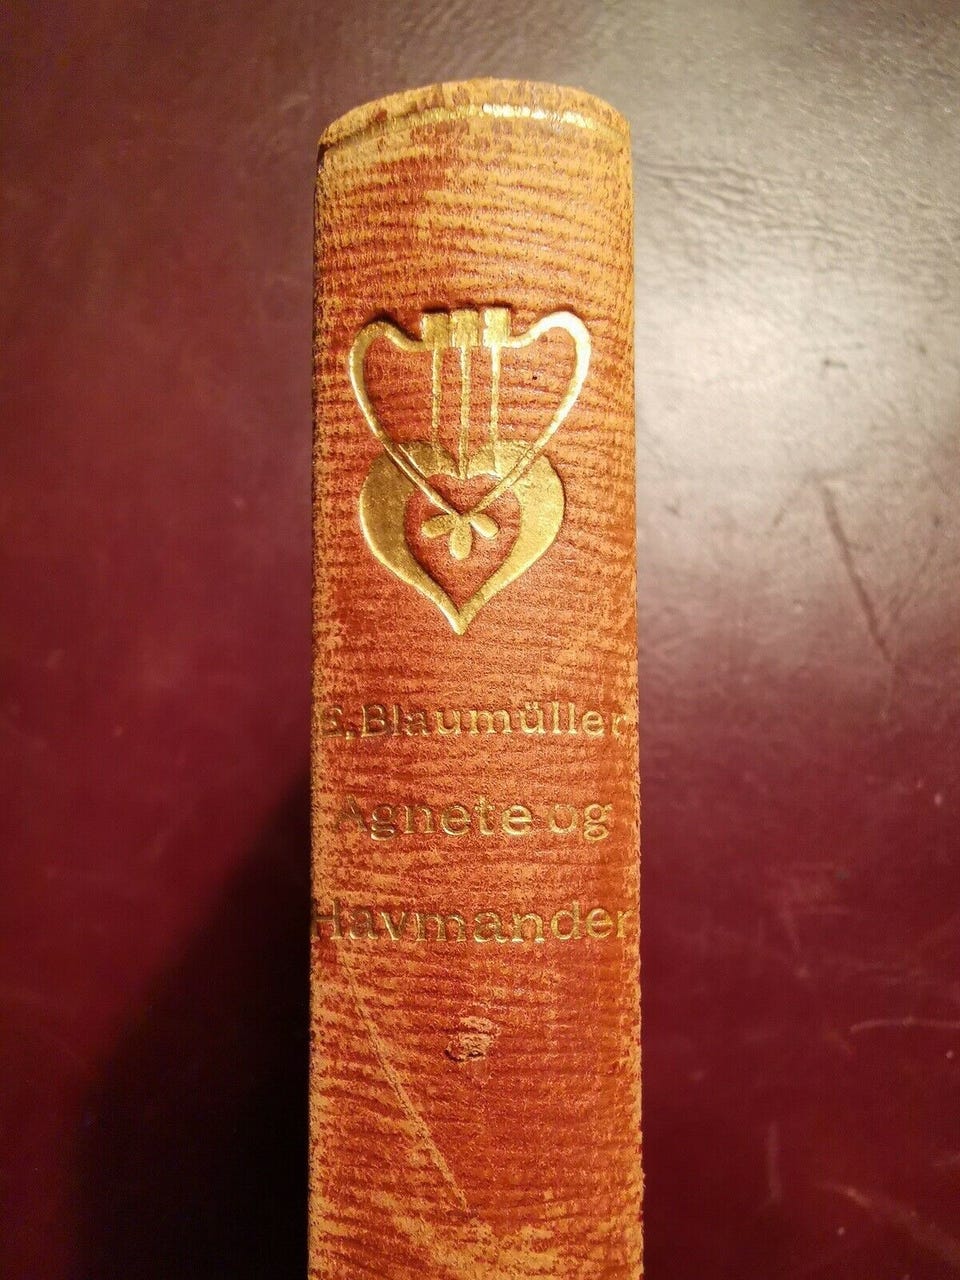 E. Blaumüller
Agnete og
Havmanden